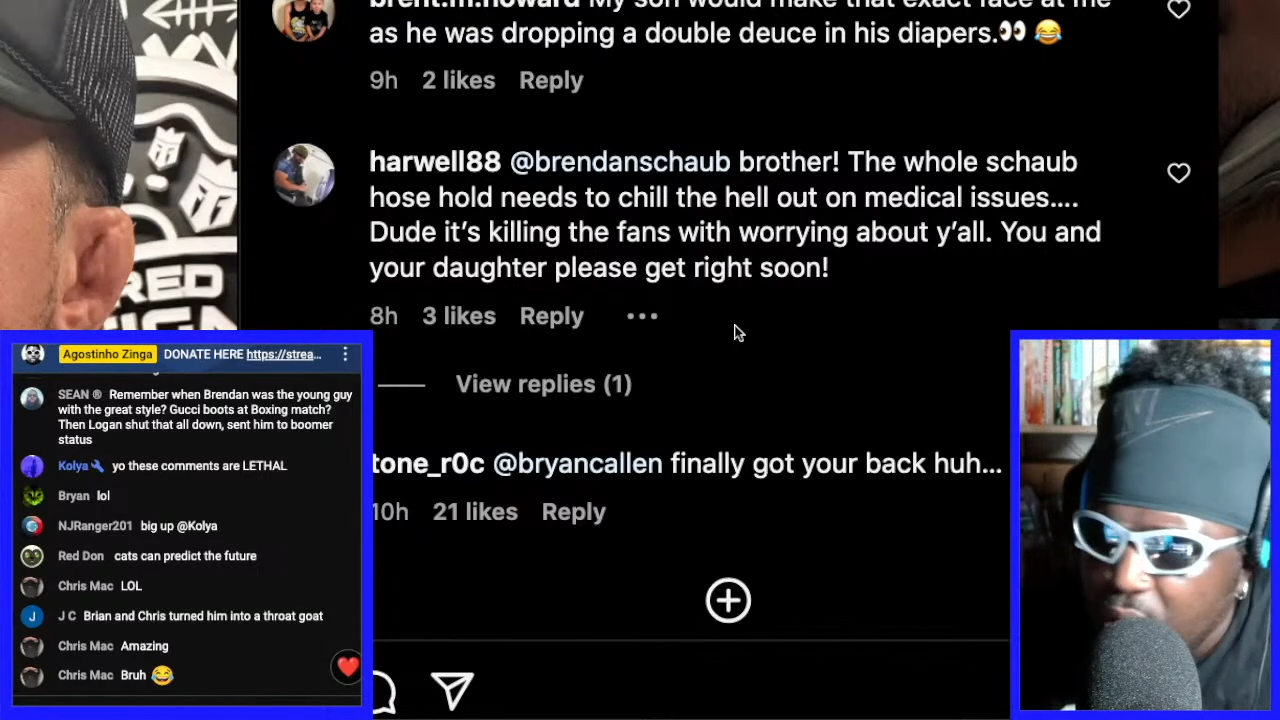 brent.m.howard My son would make that exact face at me
as he was dropping a double deuce in his diapers.👀 😂
9h 2 likes Reply
harwell88 @brendanschaub brother! The whole schaub
hose hold needs to chill the hell out on medical issues....
Dude it's killing the fans with worrying about y'all. You and
your daughter please get right soon!
8h 3 likes Reply •••
View replies (1)
tone_r0c @bryancallen finally got your back huh...
10h 21 likes Reply
Agostinho Zinga DONATE HERE https://strea...
SEAN ® Remember when Brendan was the young guy
with the great style? Gucci boots at Boxing match?
Then Logan shut that all down, sent him to boomer
status
Kolya🔧 yo these comments are LETHAL
Bryan lol
NJRanger201 big up @Kolya
Red Don cats can predict the future
Chris Mac LOL
J J C Brian and Chris turned him into a throat goat
Chris Mac Amazing
Chris Mac Bruh 😂